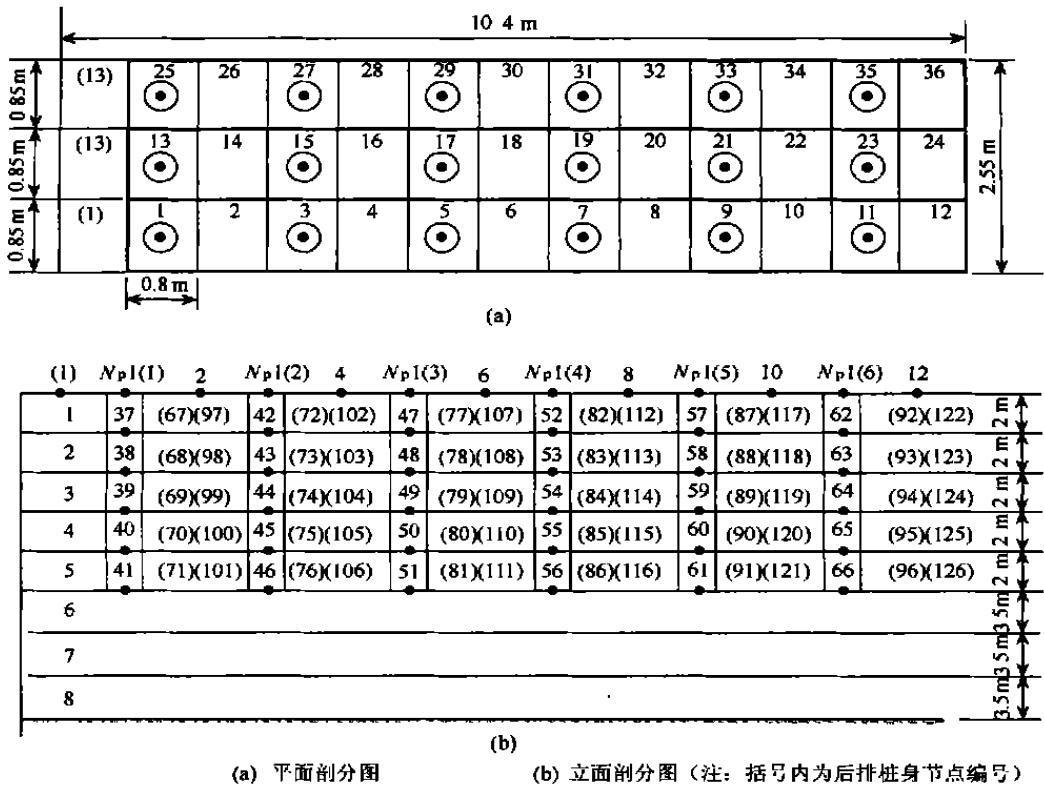 10 4 m
(13) 25 26 27 28 29 30 31 32 33 34 35 36
0 85m
(13) 13 14 15 16 17 18 19 20 21 22 23 24
0.85m
(1) 1 2 3 4 5 6 7 8 9 10 11 12
0.85m
2.55 m
0.8 m
(a)
(1) Np1(1) 2 Np1(2) 4 Np1(3) 6 Np1(4) 8 Np1(5) 10 Np1(6) 12
1 37 (67)(97) 42 (72)(102) 47 (77)(107) 52 (82)(112) 57 (87)(117) 62 (92)(122) 2 m
2 38 (68)(98) 43 (73)(103) 48 (78)(108) 53 (83)(113) 58 (88)(118) 63 (93)(123) 2 m
3 39 (69)(99) 44 (74)(104) 49 (79)(109) 54 (84)(114) 59 (89)(119) 64 (94)(124) 2 m
4 40 (70)(100) 45 (75)(105) 50 (80)(110) 55 (85)(115) 60 (90)(120) 65 (95)(125) 2 m
5 41 (71)(101) 46 (76)(106) 51 (81)(111) 56 (86)(116) 61 (91)(121) 66 (96)(126) 2 m
6 3 5m
7 3 5m
8 3.5m
(b)
(a) 平面剖分图 (b) 立面剖分图（注：括号内为后排桩身节点编号）